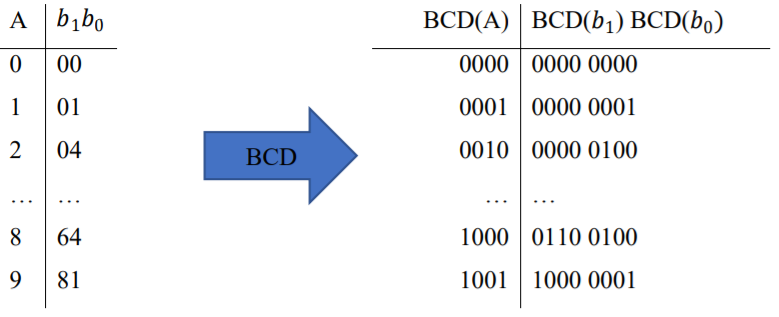 A b₁b₀ BCD(A) BCD(b₁) BCD(b₀)
0 00 0000 0000 0000
1 01 0001 0000 0001
2 04 BCD 0010 0000 0100
… … … …
8 64 1000 0110 0100
9 81 1001 1000 0001